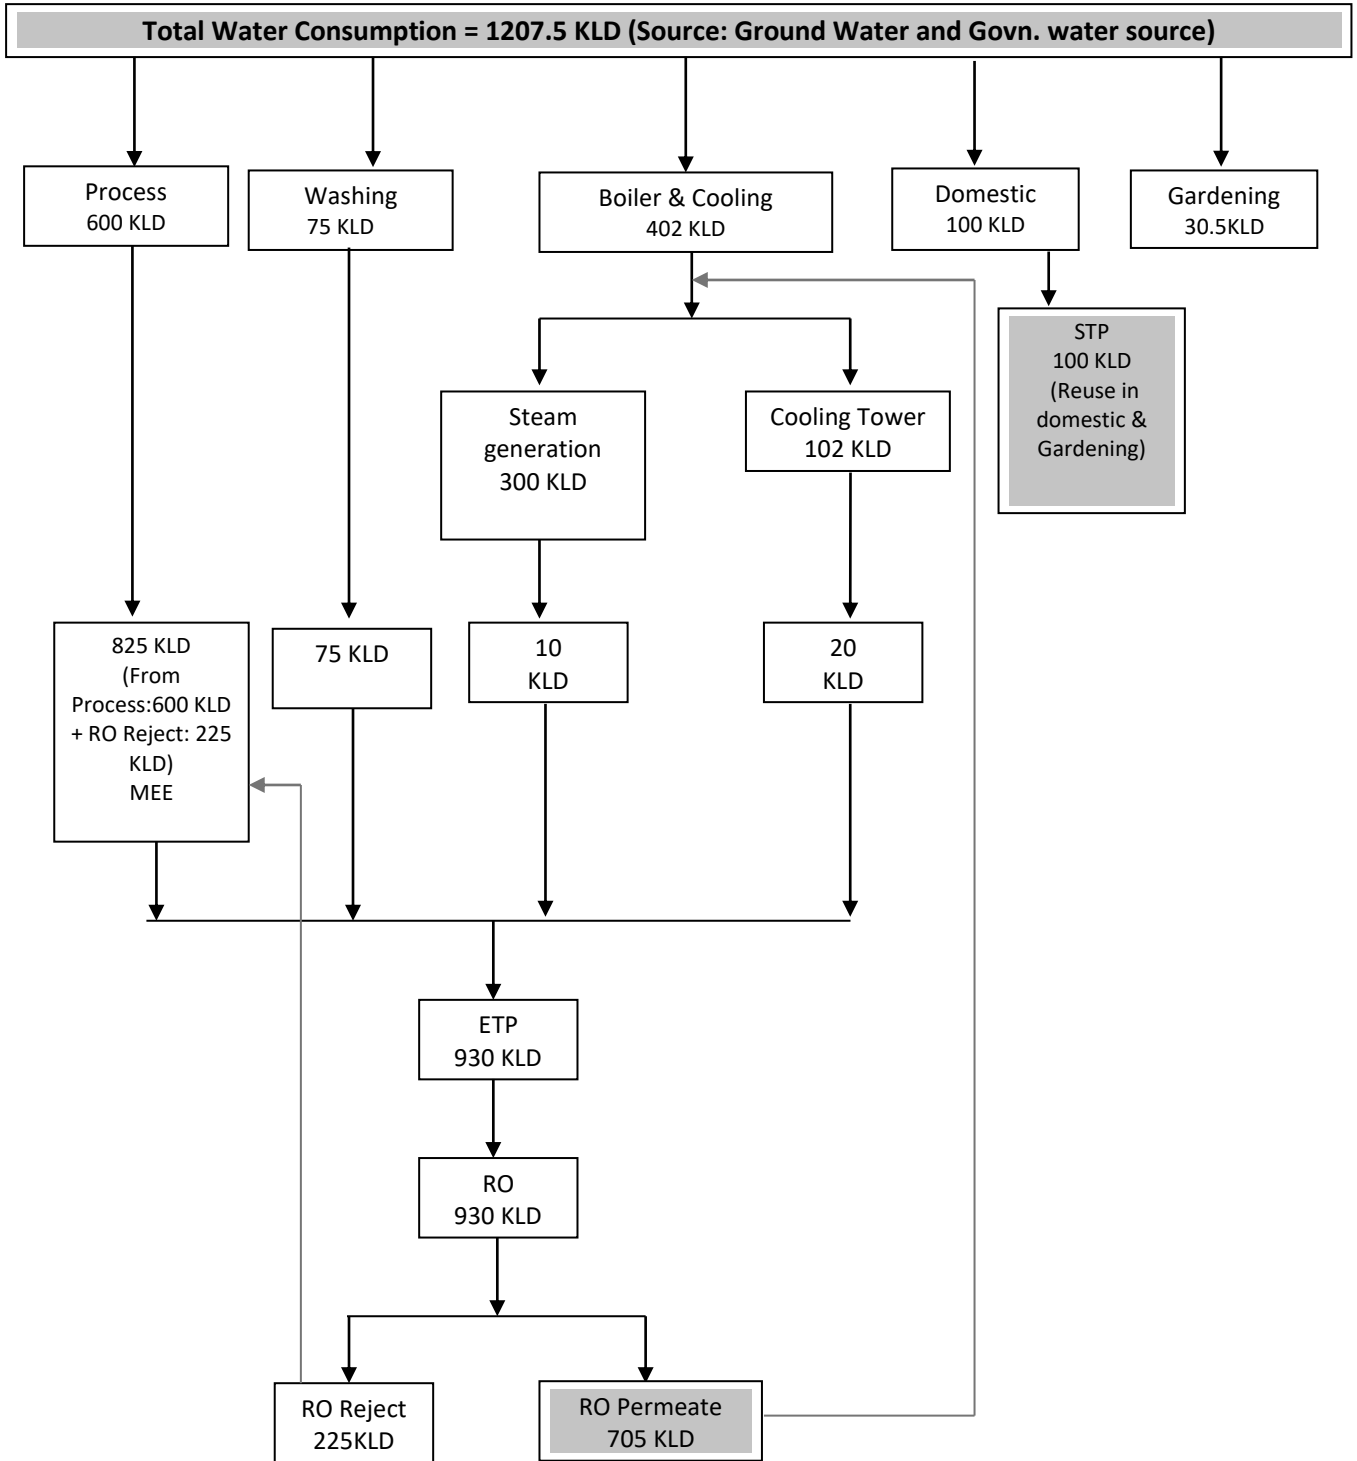 Total Water Consumption = 1207.5 KLD (Source: Ground Water and Govn. water source)
Process
600 KLD
Washing
75 KLD
Boiler & Cooling
402 KLD
Domestic
100 KLD
Gardening
30.5KLD
STP
100 KLD
(Reuse in
domestic &
Gardening)
Steam
generation
300 KLD
Cooling Tower
102 KLD
825 KLD
(From
Process:600 KLD
+ RO Reject: 225
KLD)
MEE
75 KLD
10
KLD
20
KLD
ETP
930 KLD
RO
930 KLD
RO Reject
225KLD
RO Permeate
705 KLD